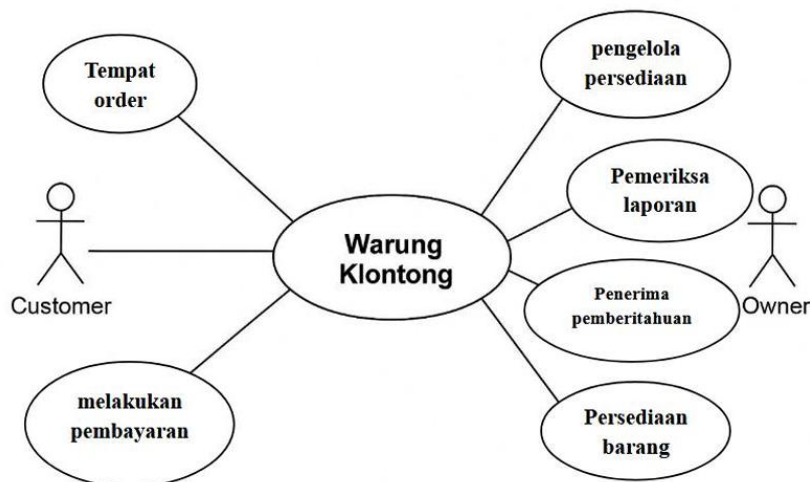 Tempat
order
pengelola
persediaan
Pemeriksa
laporan
Warung
Klontong
Customer
Penerima
pemberitahuan
Owner
melakukan
pembayaran
Persediaan
barang